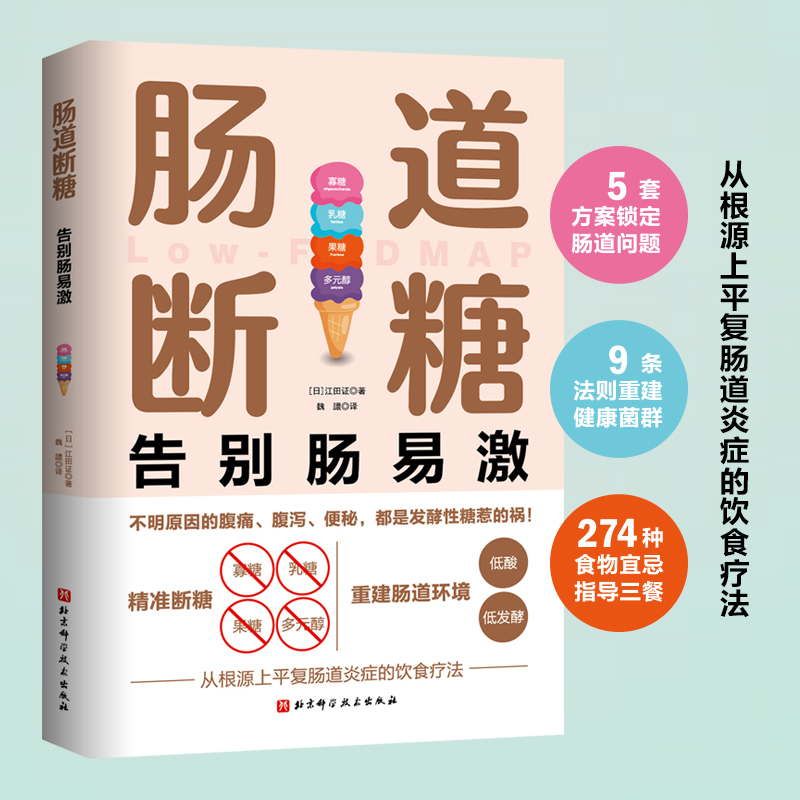 肠道断糖
告别肠易激
[日]江田证◎著
魏 譞◎译
北京科学技术出版社
肠道
断糖
Low-FODMAP
寡糖
oligosaccharides
乳糖
lactose
果糖
fructose
多元醇
polyols
[日]江田证◎著
魏 譞◎译
告别肠易激
不明原因的腹痛、腹泻、便秘，都是发酵性糖惹的祸！
精准断糖
寡糖
乳糖
果糖
多元醇
重建肠道环境
低酸
低发酵
从根源上平复肠道炎症的饮食疗法
北京科学技术出版社
5 套
方案锁定
肠道问题
9 条
法则重建
健康菌群
274种
食物宜忌
指导三餐
从根源上平复肠道炎症的饮食疗法